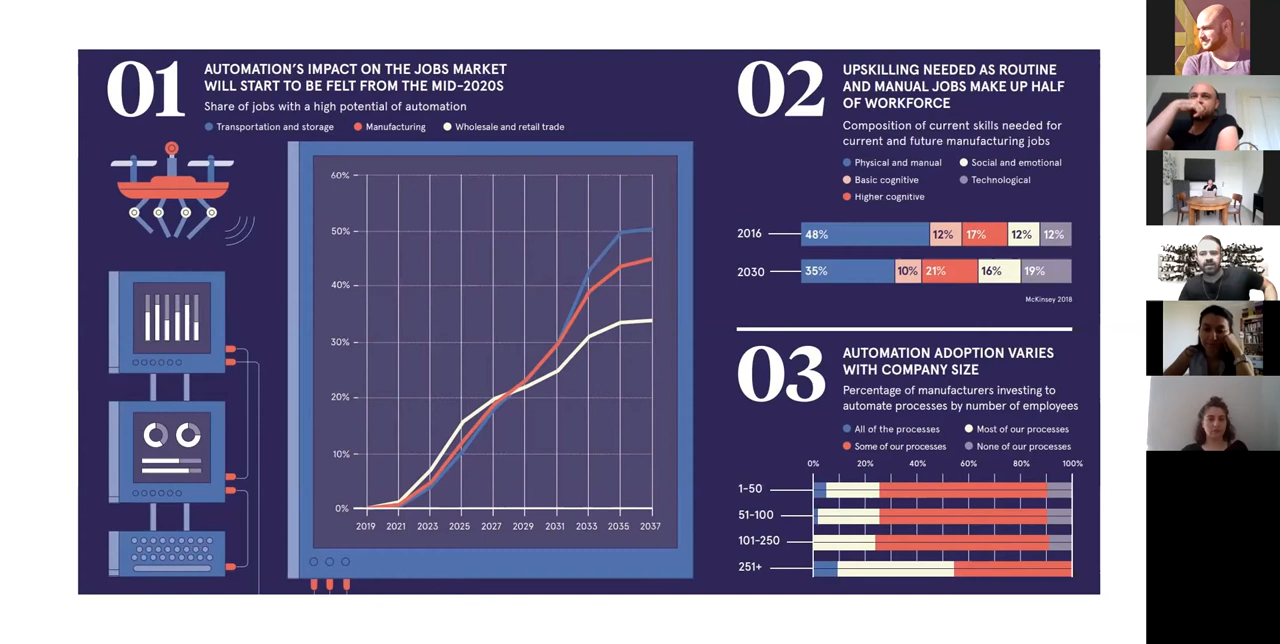 01
AUTOMATION'S IMPACT ON THE JOBS MARKET
WILL START TO BE FELT FROM THE MID-2020S
Share of jobs with a high potential of automation
Transportation and storage Manufacturing Wholesale and retail trade
60%
50%
40%
30%
20%
10%
0%
2019 2021 2023 2025 2027 2029 2031 2033 2035 2037
02
UPSKILLING NEEDED AS ROUTINE
AND MANUAL JOBS MAKE UP HALF
OF WORKFORCE
Composition of current skills needed for
current and future manufacturing jobs
Physical and manual Social and emotional
Basic cognitive Technological
Higher cognitive
2016 48% 12% 17% 12% 12%
2030 35% 10% 21% 16% 19%
McKinsey 2018
03
AUTOMATION ADOPTION VARIES
WITH COMPANY SIZE
Percentage of manufacturers investing to
automate processes by number of employees
All of the processes Most of our processes
Some of our processes None of our processes
0% 20% 40% 60% 80% 100%
1-50
51-100
101-250
251+